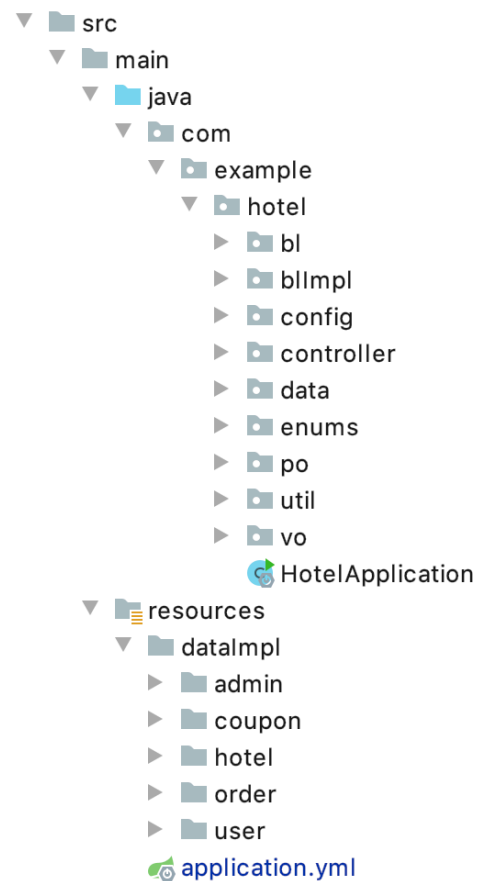 src
main
java
com
example
hotel
bl
blImpl
config
controller
data
enums
po
util
vo
HotelApplication
resources
dataImpl
admin
coupon
hotel
order
user
application.yml